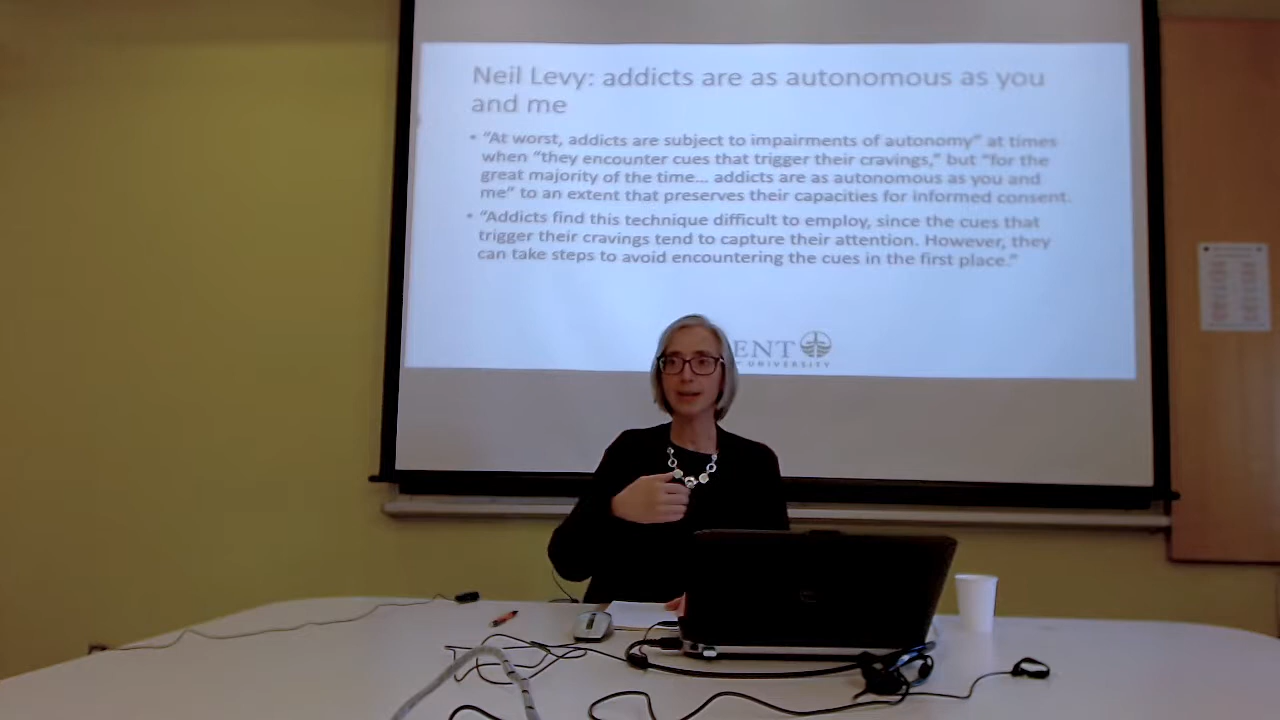 Neil Levy: addicts are as autonomous as you
and me
• “At worst, addicts are subject to impairments of autonomy” at times
when “they encounter cues that trigger their cravings,” but “for the
great majority of the time... addicts are as autonomous as you and
me” to an extent that preserves their capacities for informed consent.
• “Addicts find this technique difficult to employ, since the cues that
trigger their cravings tend to capture their attention. However, they
can take steps to avoid encountering the cues in the first place.”
ENT
UNIVERSITY